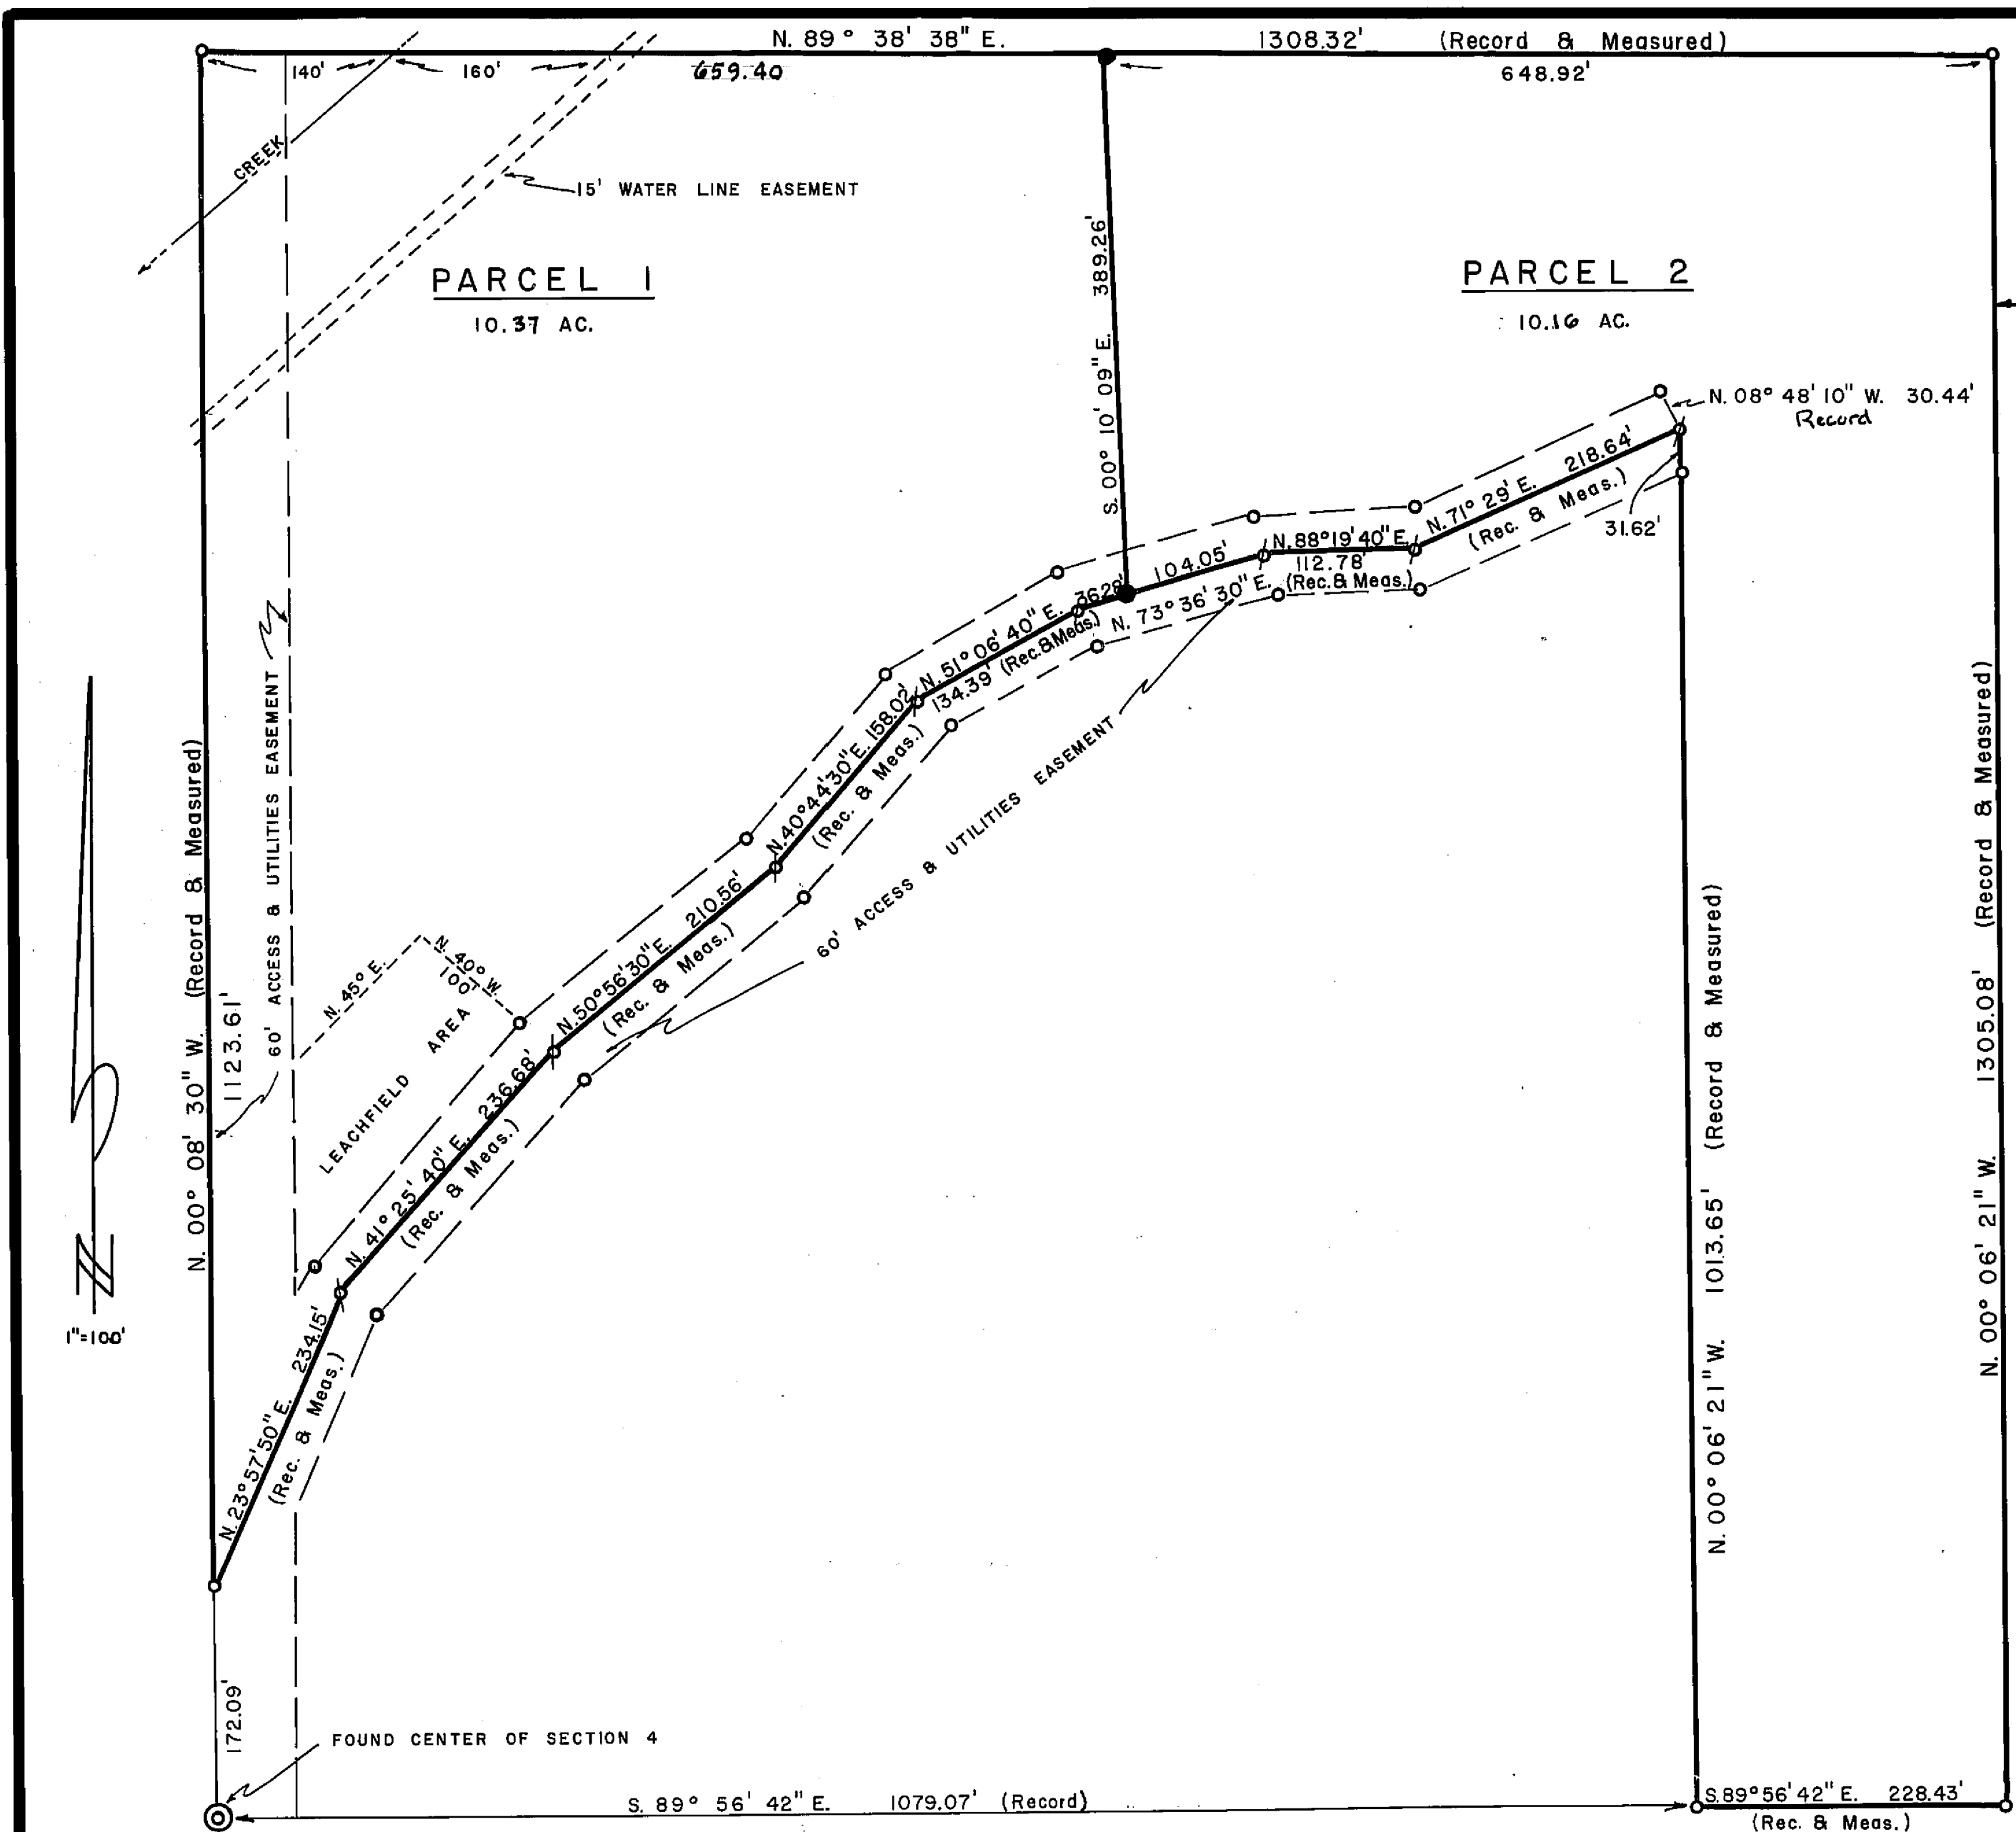 N. 89° 38' 38" E. 1308.32' (Record & Measured)
140' 160' 659.40 648.92'
CREEK
15' WATER LINE EASEMENT
PARCEL 1
10.37 AC.
PARCEL 2
10.16 AC.
S. 00° 10' 09" E. 389.26'
N. 08° 48' 10" W. 30.44'
Record
N. 71° 29' E. 218.64'
(Rec. & Meas.)
31.62'
N. 88° 19' 40" E.
112.78'
(Rec. & Meas.)
104.05'
36.28'
N. 73° 36' 30" E.
N. 51° 06' 40" E.
134.39' (Rec. & Meas.)
N. 40° 44' 30" E. 158.02'
(Rec. & Meas.)
60' ACCESS & UTILITIES EASEMENT
N. 50° 56' 30" E. 210.56'
(Rec. & Meas.)
60' ACCESS & UTILITIES EASEMENT
N. 45° E.
N. 40° W.
100'
LEACHFIELD AREA
N. 41° 25' 40" E. 236.68'
(Rec. & Meas.)
N. 23° 57' 50" E. 234.15'
(Rec. & Meas.)
N. 00° 08' 30" W. (Record & Measured)
1123.61'
N
1"=100'
N. 00° 06' 21" W. 1013.65' (Record & Measured)
N. 00° 06' 21" W. 1305.08' (Record & Measured)
172.09'
FOUND CENTER OF SECTION 4
S. 89° 56' 42" E. 1079.07' (Record)
S. 89° 56' 42" E. 228.43'
(Rec. & Meas.)